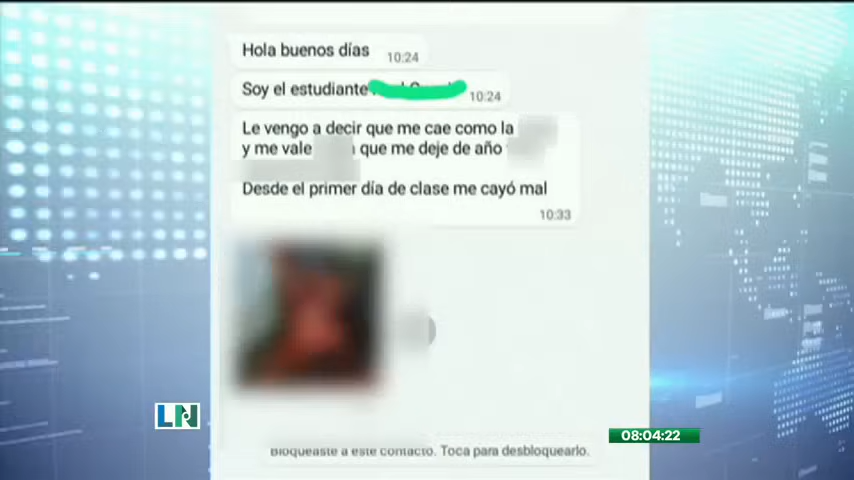 Hola buenos días
10:24
Soy el estudiante
10:24
Le vengo a decir que me cae como la
y me vale que me deje de año
Desde el primer día de clase me cayó mal
10:33
LN
08:04:22
Bloqueaste a este contacto. Toca para desbloquearlo.